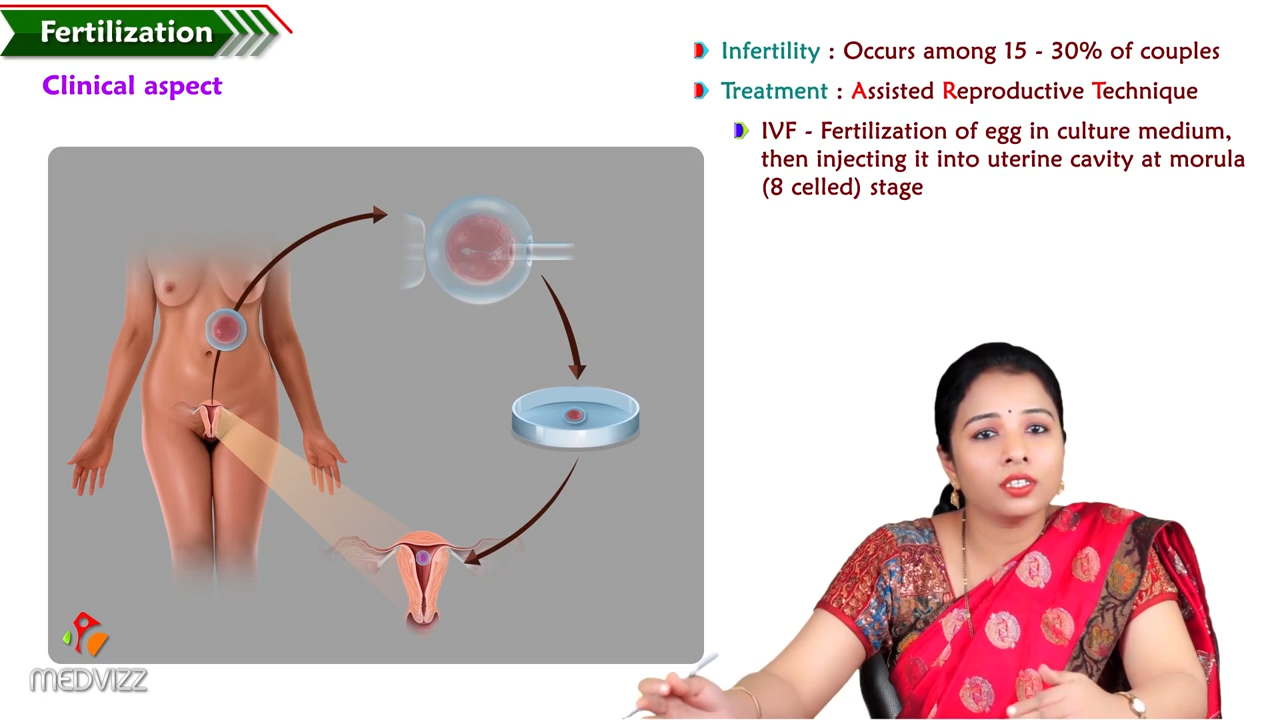 Fertilization
Clinical aspect
Infertility : Occurs among 15 - 30% of couples
Treatment : Assisted Reproductive Technique
IVF - Fertilization of egg in culture medium,
then injecting it into uterine cavity at morula
(8 celled) stage
MEDVIZZ